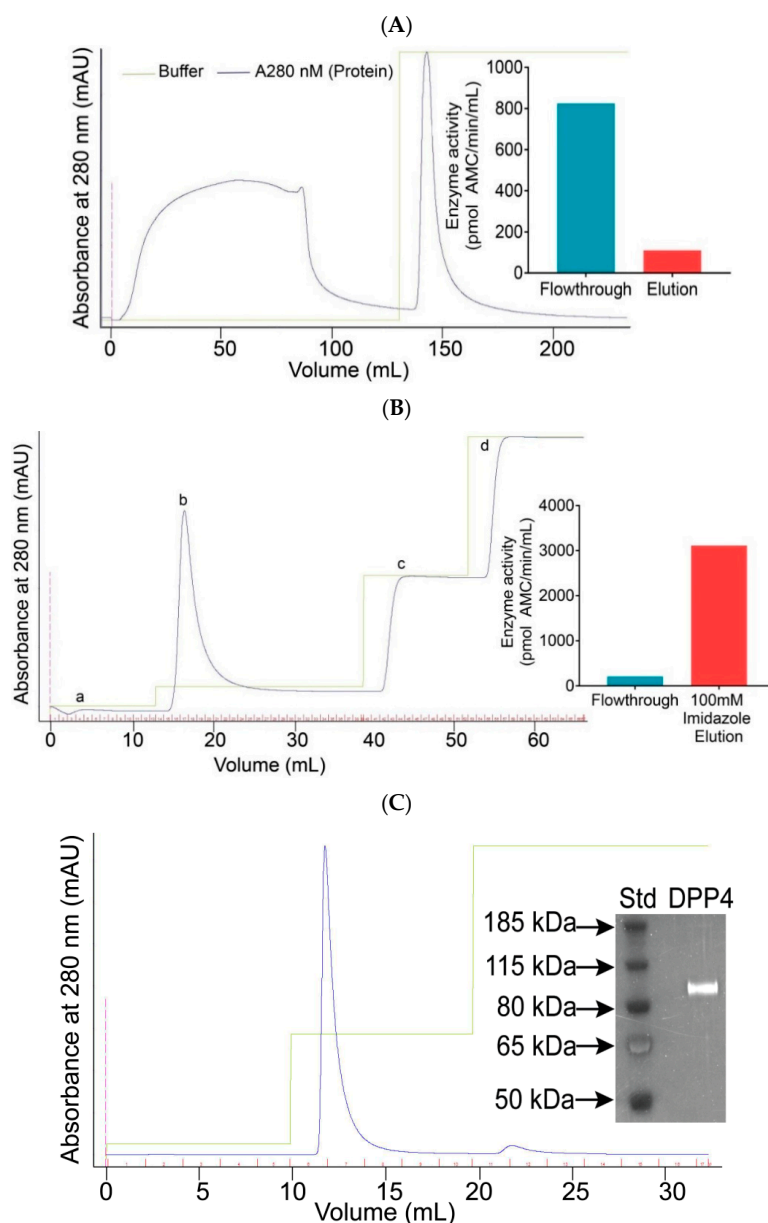 (A)
Buffer
A280 nM (Protein)
Absorbance at 280 nm (mAU)
0
50
100
150
200
Volume (mL)
Enzyme activity
(pmol AMC/min/mL)
1000
800
600
400
200
0
Flowthrough
Elution
(B)
Absorbance at 280 nm (mAU)
a
b
c
d
0
10
20
30
40
50
60
Volume (mL)
Enzyme activity
(pmol AMC/min/mL)
4000
3000
2000
1000
0
Flowthrough
100mM
Imidazole
Elution
(C)
Absorbance at 280 nm (mAU)
Std DPP4
185 kDa
115 kDa
80 kDa
65 kDa
50 kDa
0
5
10
15
20
25
30
Volume (mL)